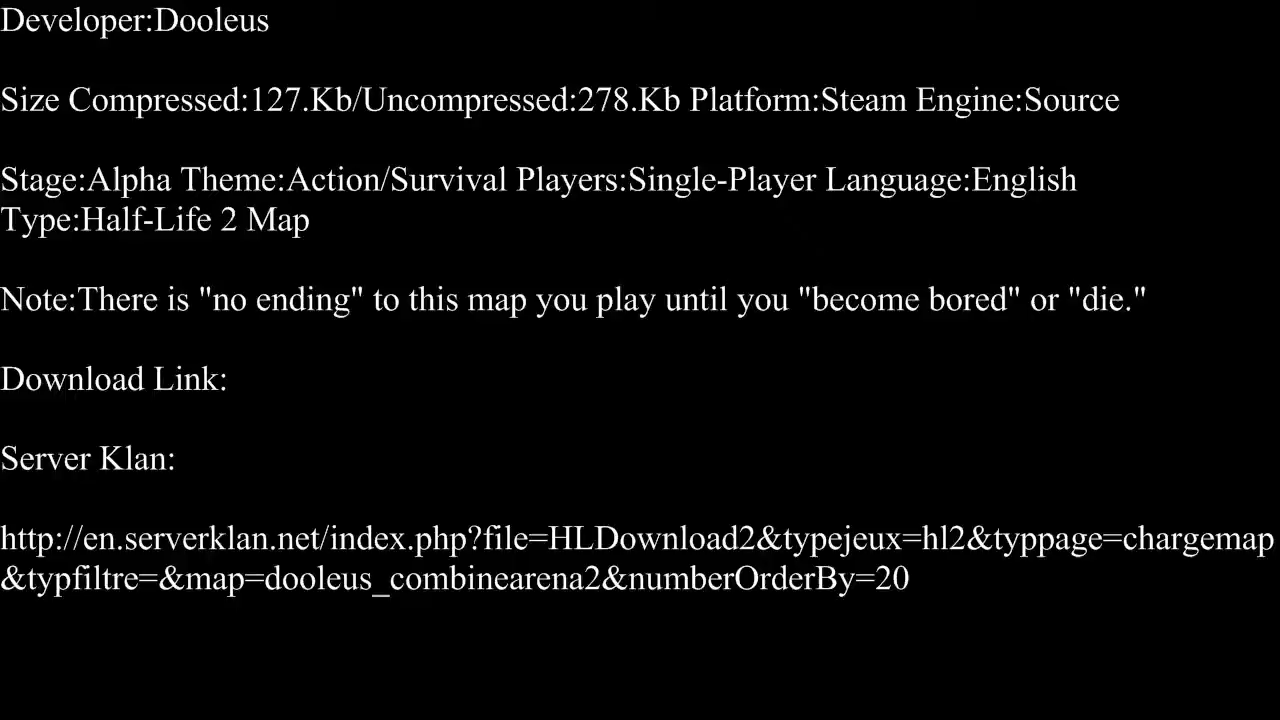 Developer:Dooleus
Size Compressed:127.Kb/Uncompressed:278.Kb Platform:Steam Engine:Source
Stage:Alpha Theme:Action/Survival Players:Single-Player Language:English
Type:Half-Life 2 Map
Note:There is "no ending" to this map you play until you "become bored" or "die."
Download Link:
Server Klan:
http://en.serverklan.net/index.php?file=HLDownload2&typejeux=hl2&typpage=chargemap
&typfiltre=&map=dooleus_combinearena2&numberOrderBy=20